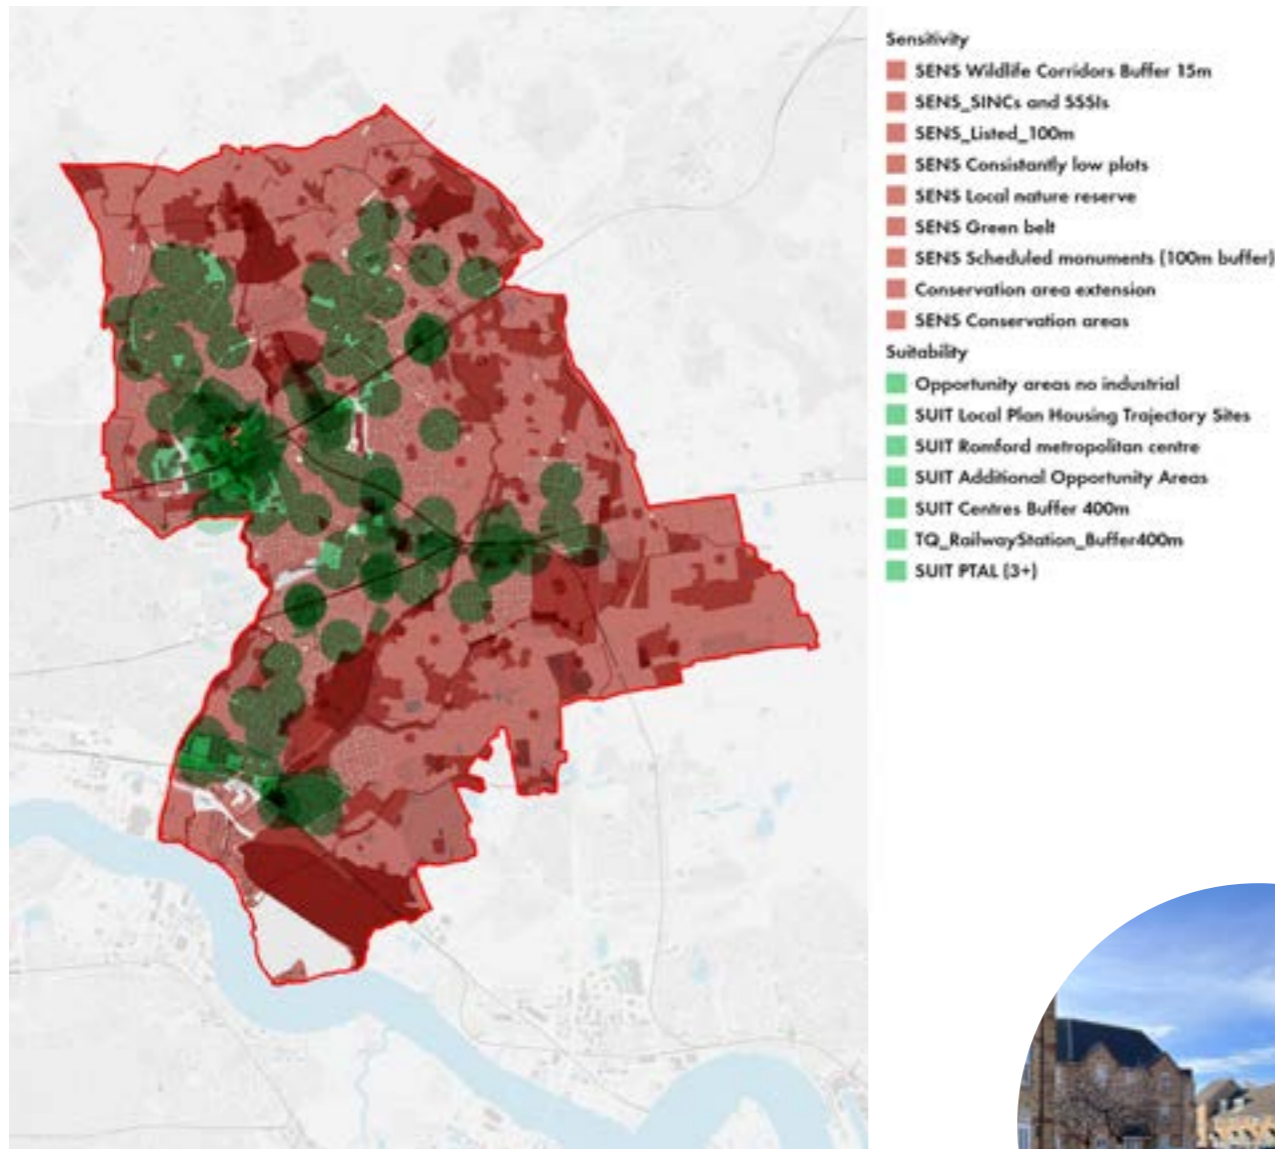 Sensitivity
SENS Wildlife Corridors Buffer 15m
SENS_SINCs and SSSIs
SENS_Listed_100m
SENS Consistantly low plots
SENS Local nature reserve
SENS Green belt
SENS Scheduled monuments (100m buffer)
Conservation area extension
SENS Conservation areas
Suitability
Opportunity areas no industrial
SUIT Local Plan Housing Trajectory Sites
SUIT Romford metropolitan centre
SUIT Additional Opportunity Areas
SUIT Centres Buffer 400m
TQ_RailwayStation_Buffer400m
SUIT PTAL (3+)